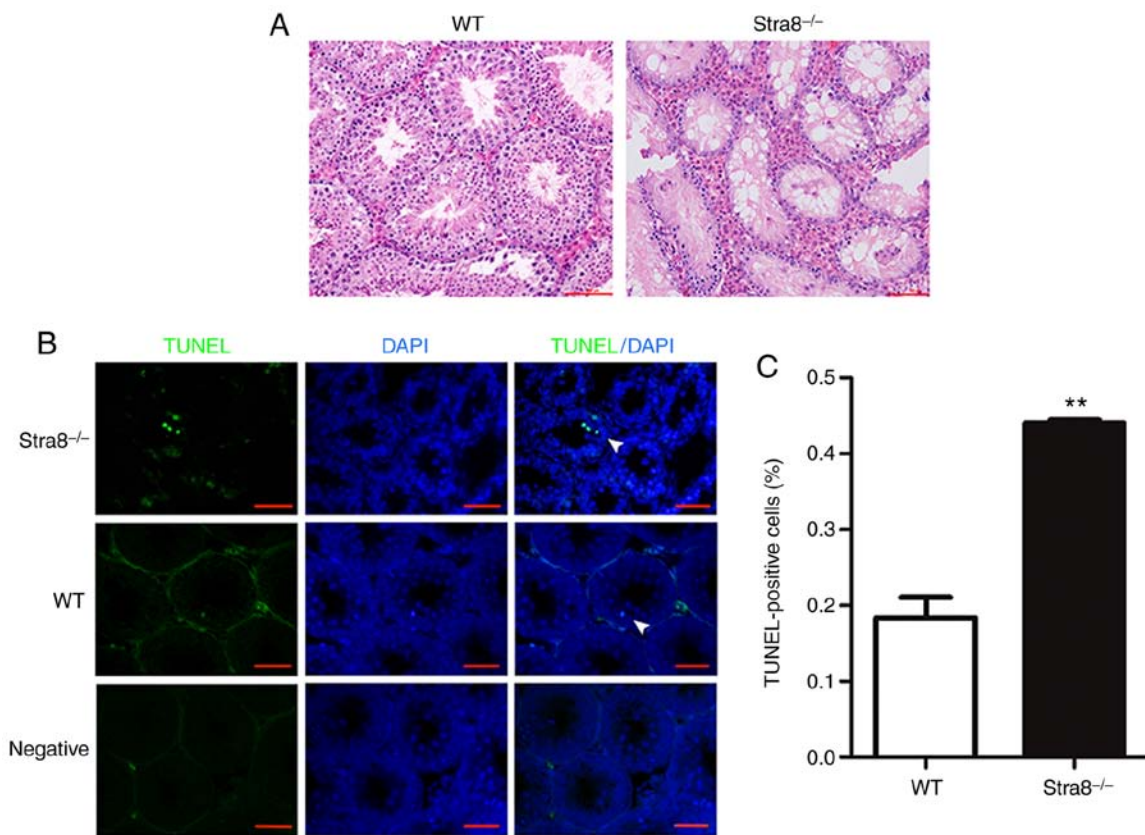 A
WT
Stra8–/–
B
TUNEL
DAPI
TUNEL/DAPI
Stra8–/–
WT
Negative
C
TUNEL-positive cells (%)
0.5
0.4
0.3
0.2
0.1
0.0
**
WT
Stra8–/–